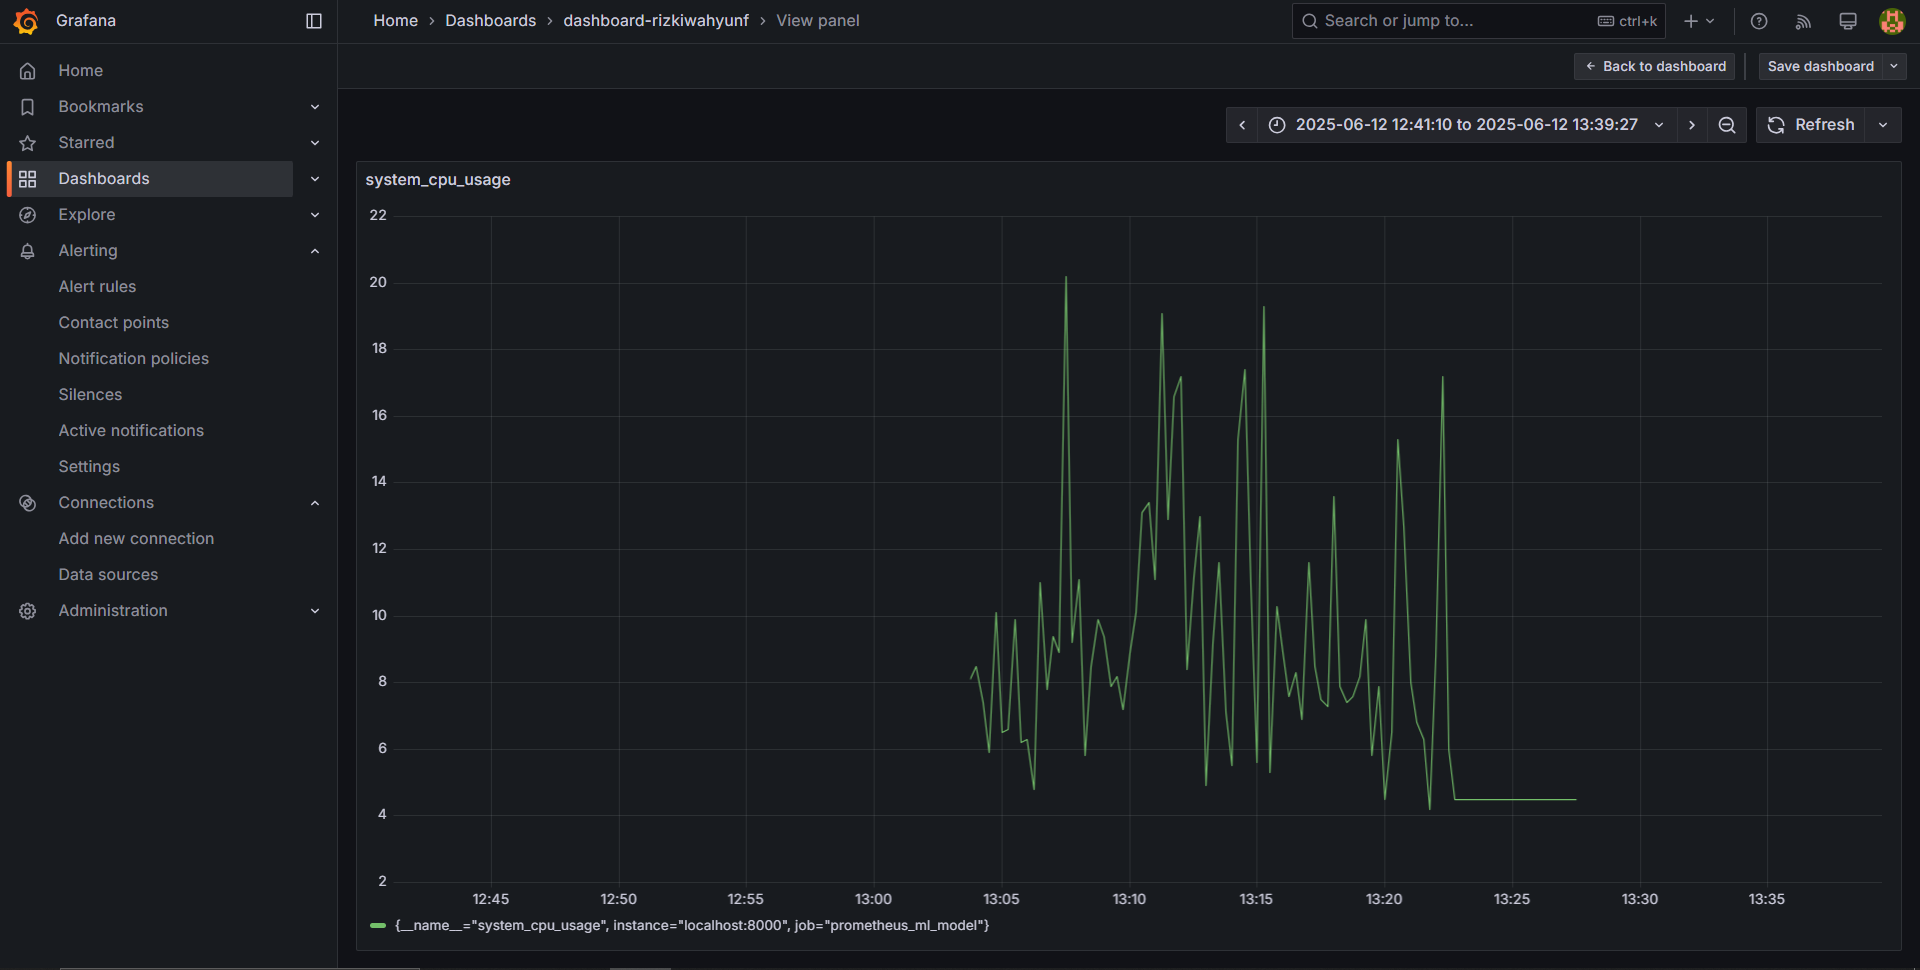 Grafana
Home
Dashboards
dashboard-rizkiwahyunf
View panel
Search or jump to...
ctrl+k
Back to dashboard
Save dashboard
Home
Bookmarks
Starred
Dashboards
Explore
Alerting
Alert rules
Contact points
Notification policies
Silences
Active notifications
Settings
Connections
Add new connection
Data sources
Administration
2025-06-12 12:41:10 to 2025-06-12 13:39:27
Refresh
system_cpu_usage
22
20
18
16
14
12
10
8
6
4
2
12:45 12:50 12:55 13:00 13:05 13:10 13:15 13:20 13:25 13:30 13:35
{__name__="system_cpu_usage", instance="localhost:8000", job="prometheus_ml_model"}